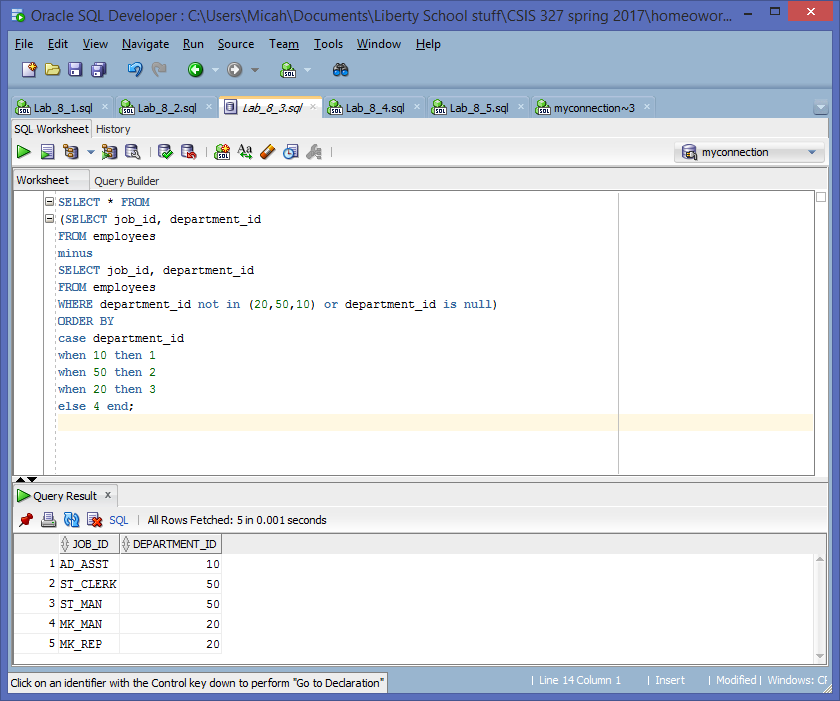 Oracle SQL Developer : C:\Users\Micah\Documents\Liberty School stuff\CSIS 327 spring 2017\homeowor...
File Edit View Navigate Run Source Team Tools Window Help
Lab_8_1.sql Lab_8_2.sql Lab_8_3.sql Lab_8_4.sql Lab_8_5.sql myconnection~3
SQL Worksheet History
myconnection
Worksheet Query Builder
SELECT * FROM
(SELECT job_id, department_id
FROM employees
minus
SELECT job_id, department_id
FROM employees
WHERE department_id not in (20,50,10) or department_id is null)
ORDER BY
case department_id
when 10 then 1
when 50 then 2
when 20 then 3
else 4 end;
Query Result x
SQL | All Rows Fetched: 5 in 0.001 seconds
JOB_ID DEPARTMENT_ID
1 AD_ASST 10
2 ST_CLERK 50
3 ST_MAN 50
4 MK_MAN 20
5 MK_REP 20
Click on an identifier with the Control key down to perform "Go to Declaration" | Line 14 Column 1 | Insert | Modified | Windows: CF